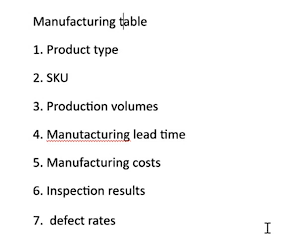 Manufacturing table
1. Product type
2. SKU
3. Production volumes
4. Manutacturing lead time
5. Manufacturing costs
6. Inspection results
7. defect rates